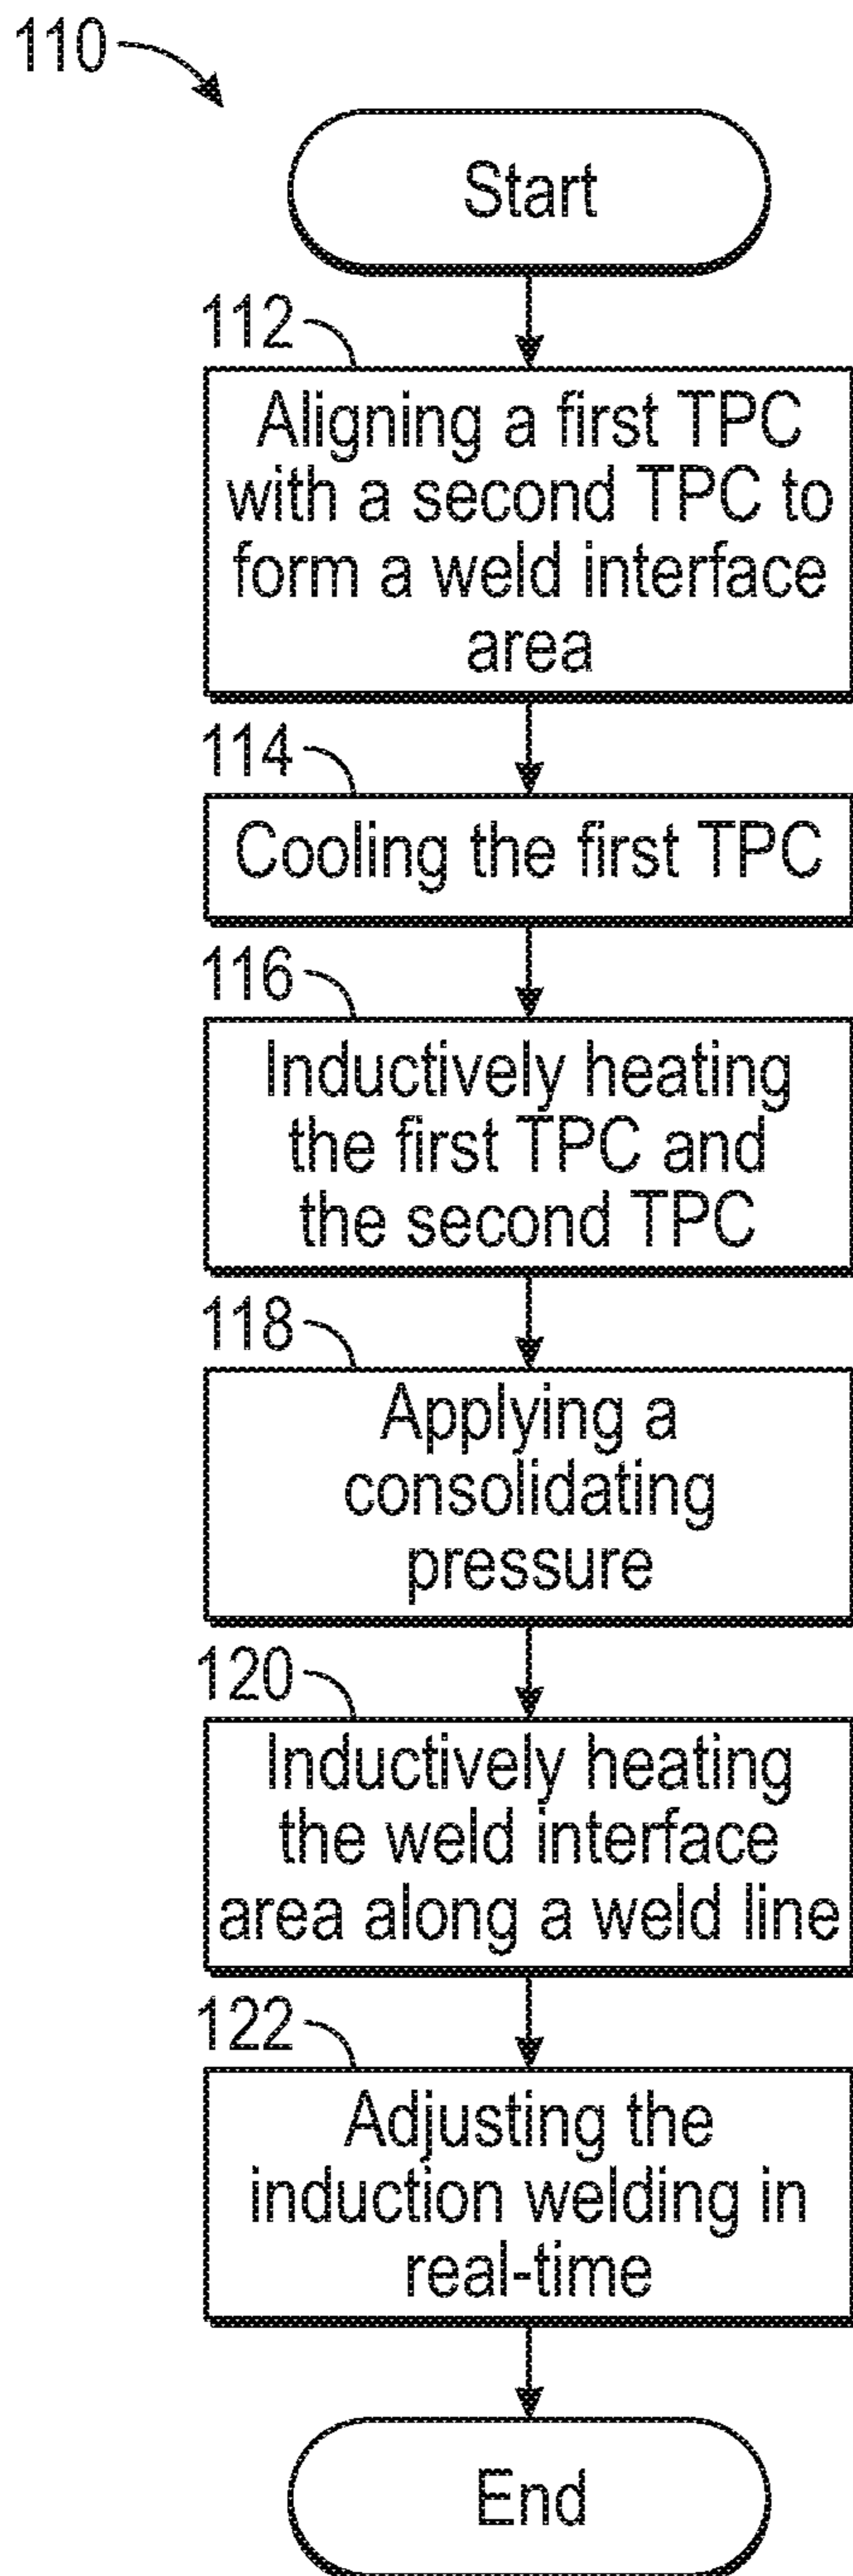 110
Start
112
Aligning a first TPC
with a second TPC to
form a weld interface
area
114
Cooling the first TPC
116
Inductively heating
the first TPC and
the second TPC
118
Applying a
consolidating
pressure
120
Inductively heating
the weld interface
area along a weld line
122
Adjusting the
induction welding in
real-time
End